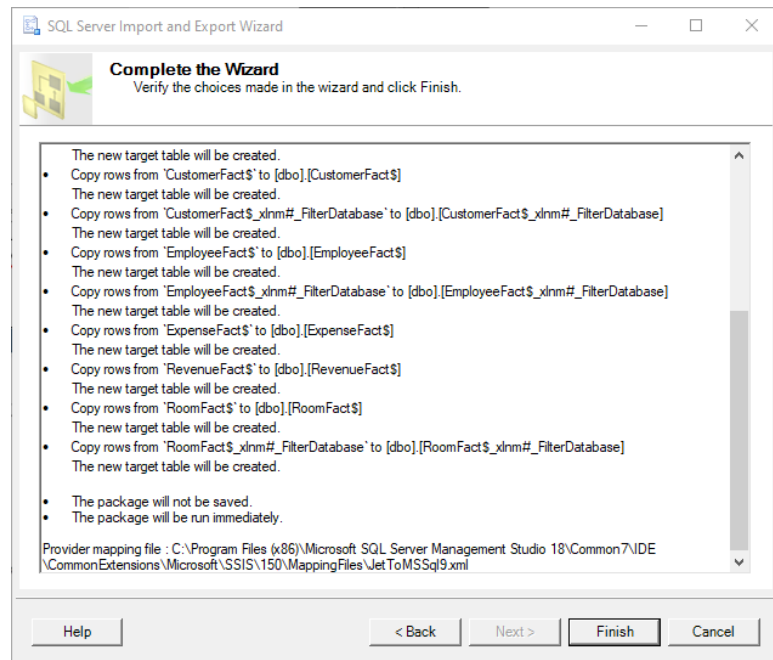 SQL Server Import and Export Wizard
Complete the Wizard
Verify the choices made in the wizard and click Finish.
The new target table will be created.
• Copy rows from `CustomerFact$` to [dbo].[CustomerFact$]
The new target table will be created.
• Copy rows from `CustomerFact$_xlnm#_FilterDatabase` to [dbo].[CustomerFact$_xlnm#_FilterDatabase]
The new target table will be created.
• Copy rows from `EmployeeFact$` to [dbo].[EmployeeFact$]
The new target table will be created.
• Copy rows from `EmployeeFact$_xlnm#_FilterDatabase` to [dbo].[EmployeeFact$_xlnm#_FilterDatabase]
The new target table will be created.
• Copy rows from `ExpenseFact$` to [dbo].[ExpenseFact$]
The new target table will be created.
• Copy rows from `RevenueFact$` to [dbo].[RevenueFact$]
The new target table will be created.
• Copy rows from `RoomFact$` to [dbo].[RoomFact$]
The new target table will be created.
• Copy rows from `RoomFact$_xlnm#_FilterDatabase` to [dbo].[RoomFact$_xlnm#_FilterDatabase]
The new target table will be created.
• The package will not be saved.
• The package will be run immediately.
Provider mapping file : C:\Program Files (x86)\Microsoft SQL Server Management Studio 18\Common7\IDE
\CommonExtensions\Microsoft\SSIS\150\MappingFiles\JetToMSSql9.xml
Help < Back Next > Finish Cancel